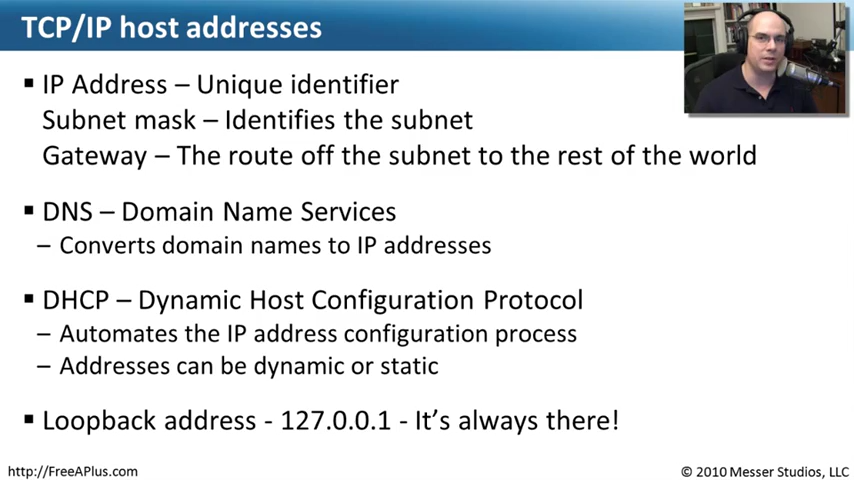 TCP/IP host addresses
▪ IP Address – Unique identifier
Subnet mask – Identifies the subnet
Gateway – The route off the subnet to the rest of the world
▪ DNS – Domain Name Services
– Converts domain names to IP addresses
▪ DHCP – Dynamic Host Configuration Protocol
– Automates the IP address configuration process
– Addresses can be dynamic or static
▪ Loopback address - 127.0.0.1 - It's always there!
http://FreeAPlus.com
© 2010 Messer Studios, LLC